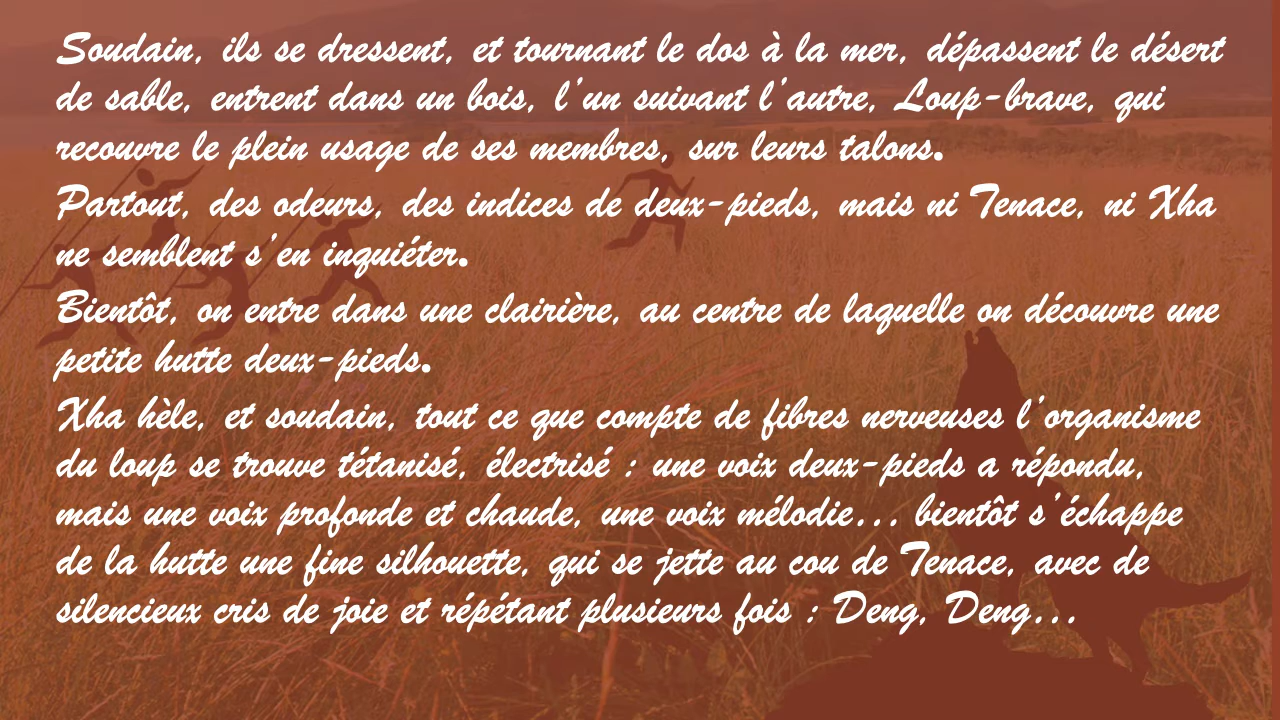 Soudain, ils se dressent, et tournant le dos à la mer, dépassent le désert
de sable, entrent dans un bois, l'un suivant l'autre, Loup-brave, qui
recouvre le plein usage de ses membres, sur leurs talons.
Partout, des odeurs, des indices de deux-pieds, mais ni Tenace, ni Xha
ne semblent s'en inquiéter.
Bientôt, on entre dans une clairière, au centre de laquelle on découvre une
petite hutte deux-pieds.
Xha hèle, et soudain, tout ce que compte de fibres nerveuses l'organisme
du loup se trouve tétanisé, électrisé : une voix deux-pieds a répondu,
mais une voix profonde et chaude, une voix mélodie... bientôt s'échappe
de la hutte une fine silhouette, qui se jette au cou de Tenace, avec de
silencieux cris de joie et répétant plusieurs fois : Deng, Deng...